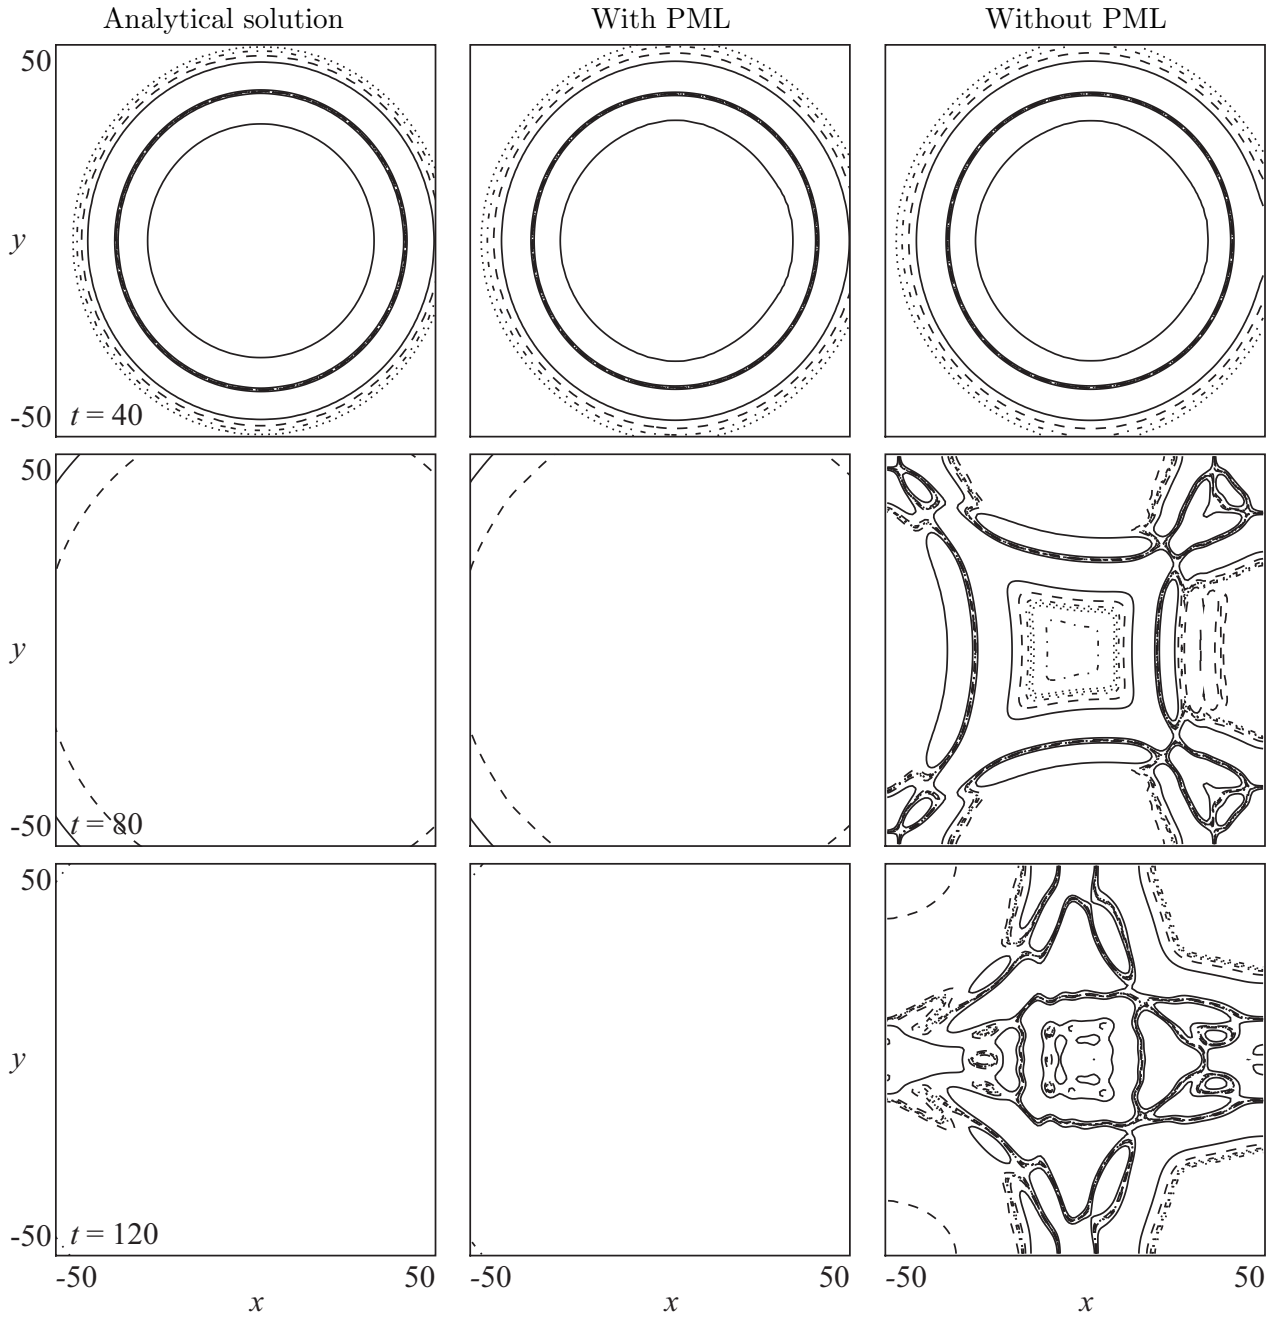 Analytical solution With PML Without PML
50
y
-50 t = 40
50
y
-50 t = 80
50
y
-50 t = 120
-50 50 -50 50 -50 50
x x x